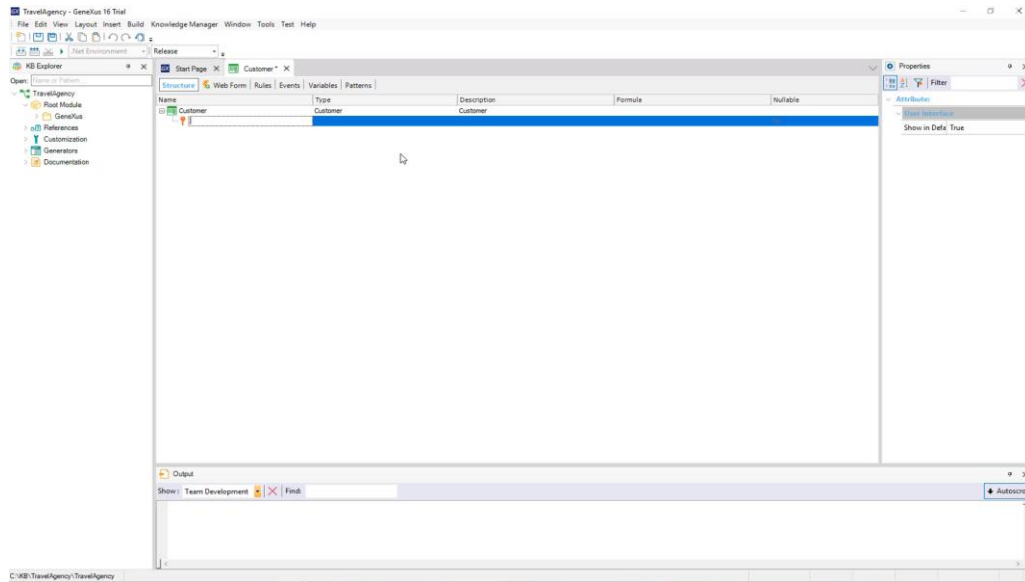 TravelAgency - GeneXus 16 Trial
File Edit View Layout Insert Build Knowledge Manager Window Tools Test Help
.Net Environment Release
KB Explorer
Start Page Customer*
Properties
Open: Name or Pattern
Structure Web Form Rules Events Variables Patterns
Filter
TravelAgency
Name Type Description Formula Nullable
Attribute:
Root Module
Customer Customer Customer
User Interface
GeneXus
References
Show in Defa True
Customization
Generators
Documentation
Output
Show: Team Development Find:
Autoscro
C:\KB\TravelAgency\TravelAgency